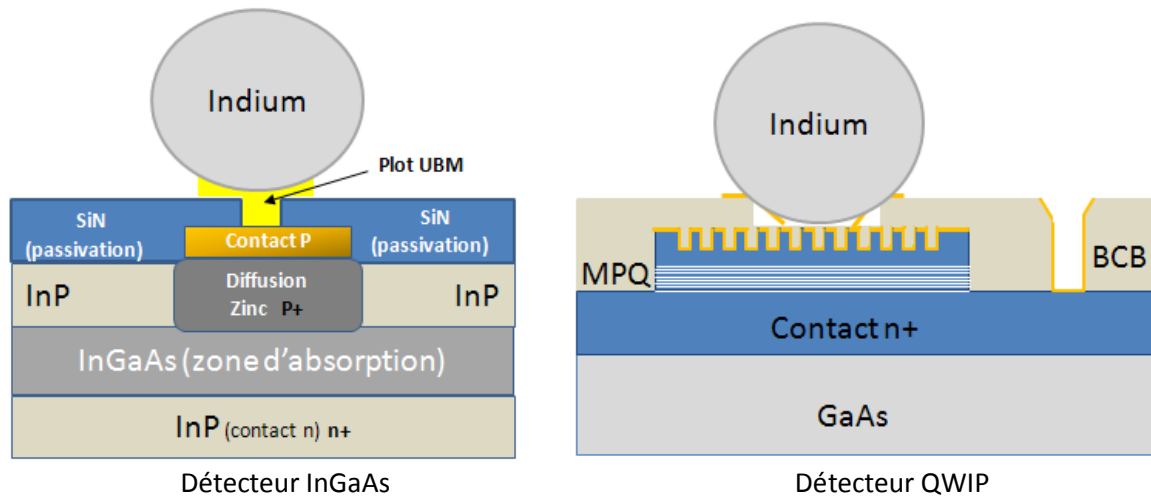 Indium
Plot UBM
SiN
(passivation)
Contact P
SiN
(passivation)
InP
Diffusion
Zinc P+
InP
InGaAs (zone d'absorption)
InP (contact n) n+
Détecteur InGaAs
Indium
MPQ
BCB
Contact n+
GaAs
Détecteur QWIP